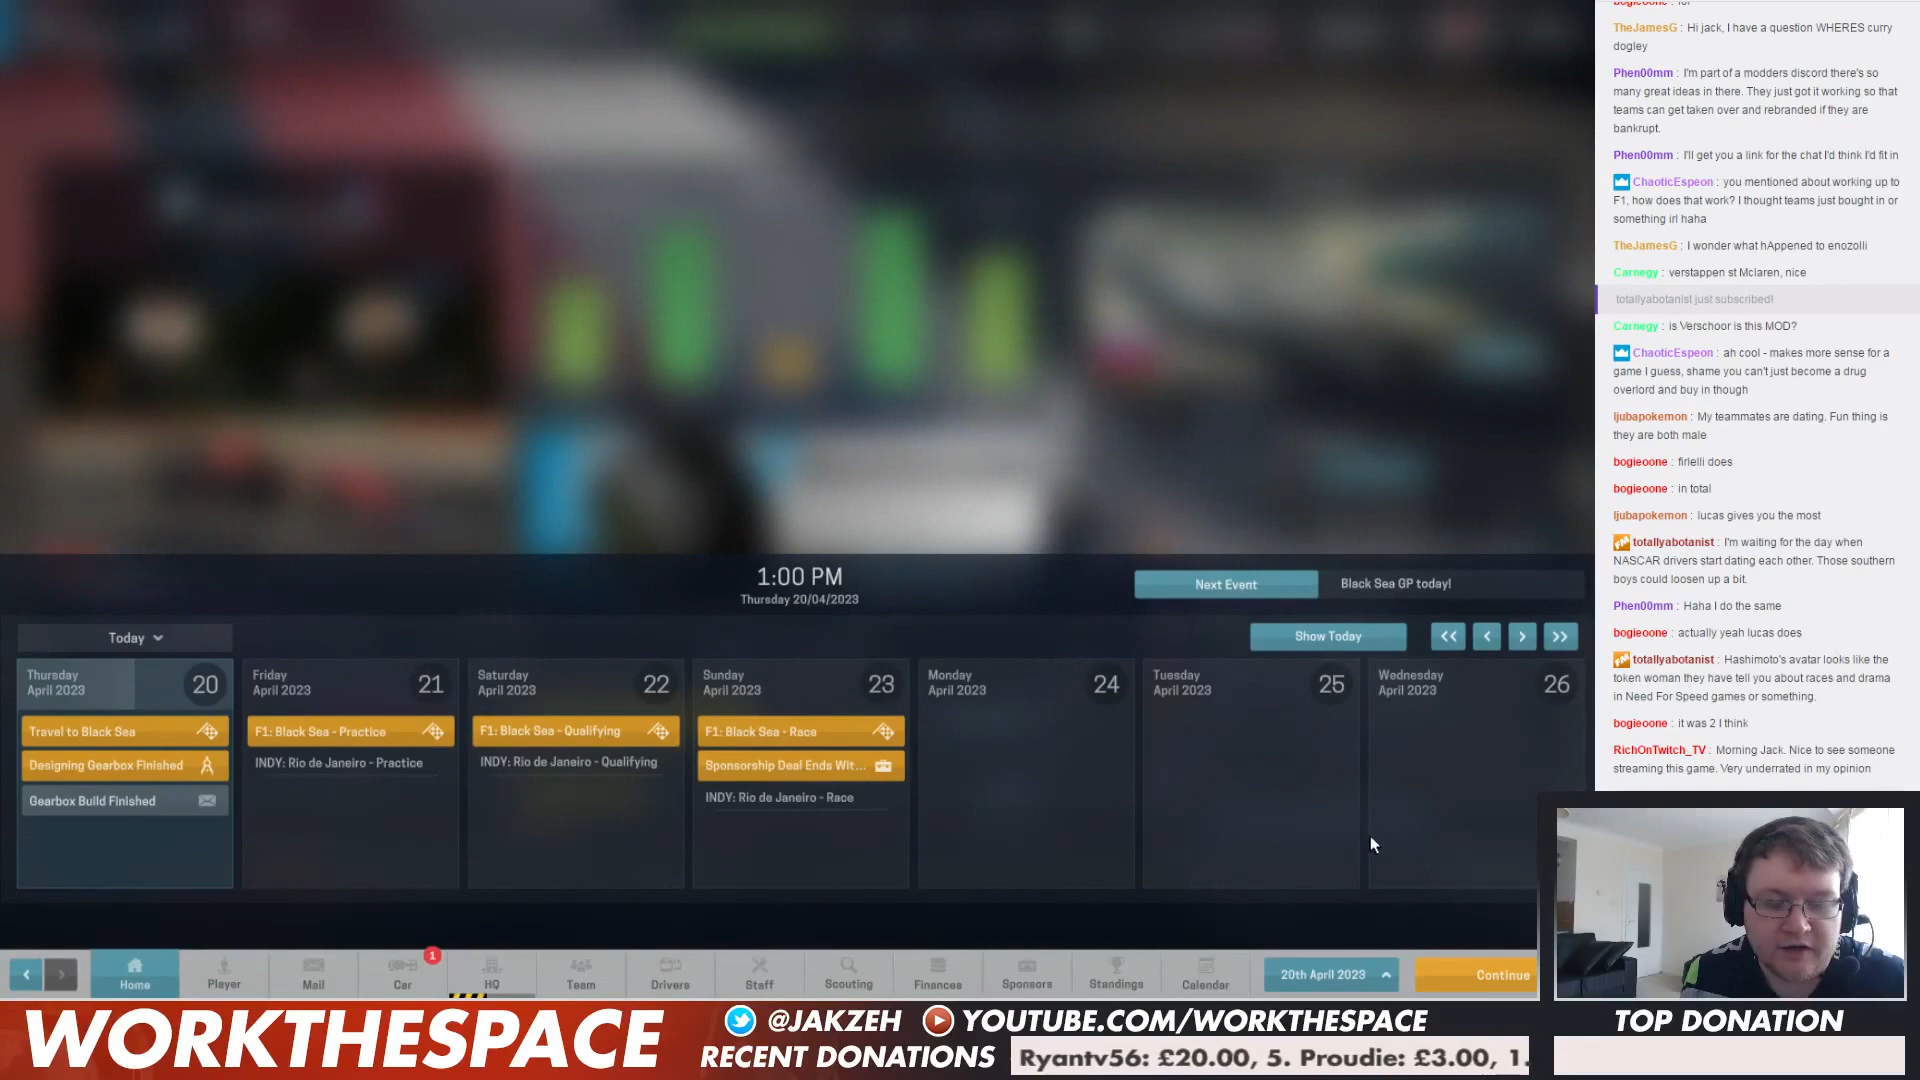 TheJamesG : Hi jack, I have a question WHERES curry
dogley
Phen00mm : I'm part of a modders discord there's so
many great ideas in there. They just got it working so that
teams can get taken over and rebranded if they are
bankrupt.
Phen00mm : I'll get you a link for the chat I'd think I'd fit in
ChaoticEspeon : you mentioned about working up to
F1, how does that work? I thought teams just bought in or
something irl haha
TheJamesG : I wonder what hAppened to enozolli
Carnegy : verstappen st Mclaren, nice
totallyabotanist just subscribed!
Carnegy : is Verschoor is this MOD?
ChaoticEspeon : ah cool - makes more sense for a
game I guess, shame you can't just become a drug
overlord and buy in though
ljubapokemon : My teammates are dating. Fun thing is
they are both male
bogieoone : firlelli does
bogieoone : in total
ljubapokemon : lucas gives you the most
totallyabotanist : I'm waiting for the day when
NASCAR drivers start dating each other. Those southern
boys could loosen up a bit.
Phen00mm : Haha I do the same
bogieoone : actually yeah lucas does
totallyabotanist : Hashimoto's avatar looks like the
token woman they have tell you about races and drama
in Need For Speed games or something.
bogieoone : it was 2 I think
RichOnTwitch_TV : Morning Jack. Nice to see someone
streaming this game. Very underrated in my opinion
1:00 PM
Thursday 20/04/2023
Next Event
Black Sea GP today!
Today
Show Today
<< < > >>
Thursday
April 2023
20
Travel to Black Sea
Designing Gearbox Finished
Gearbox Build Finished
Friday
April 2023
21
F1: Black Sea - Practice
INDY: Rio de Janeiro - Practice
Saturday
April 2023
22
F1: Black Sea - Qualifying
INDY: Rio de Janeiro - Qualifying
Sunday
April 2023
23
F1: Black Sea - Race
Sponsorship Deal Ends Wit...
INDY: Rio de Janeiro - Race
Monday
April 2023
24
Tuesday
April 2023
25
Wednesday
April 2023
26
< >
Home
Player
Mail
Car
1
HQ
Team
Drivers
Staff
Scouting
Finances
Sponsors
Standings
Calendar
20th April 2023
Continue
WORKTHESPACE
@JAKZEH
YOUTUBE.COM/WORKTHESPACE
RECENT DONATIONS
Ryantv56: £20.00, 5. Proudie: £3.00, 1.
TOP DONATION